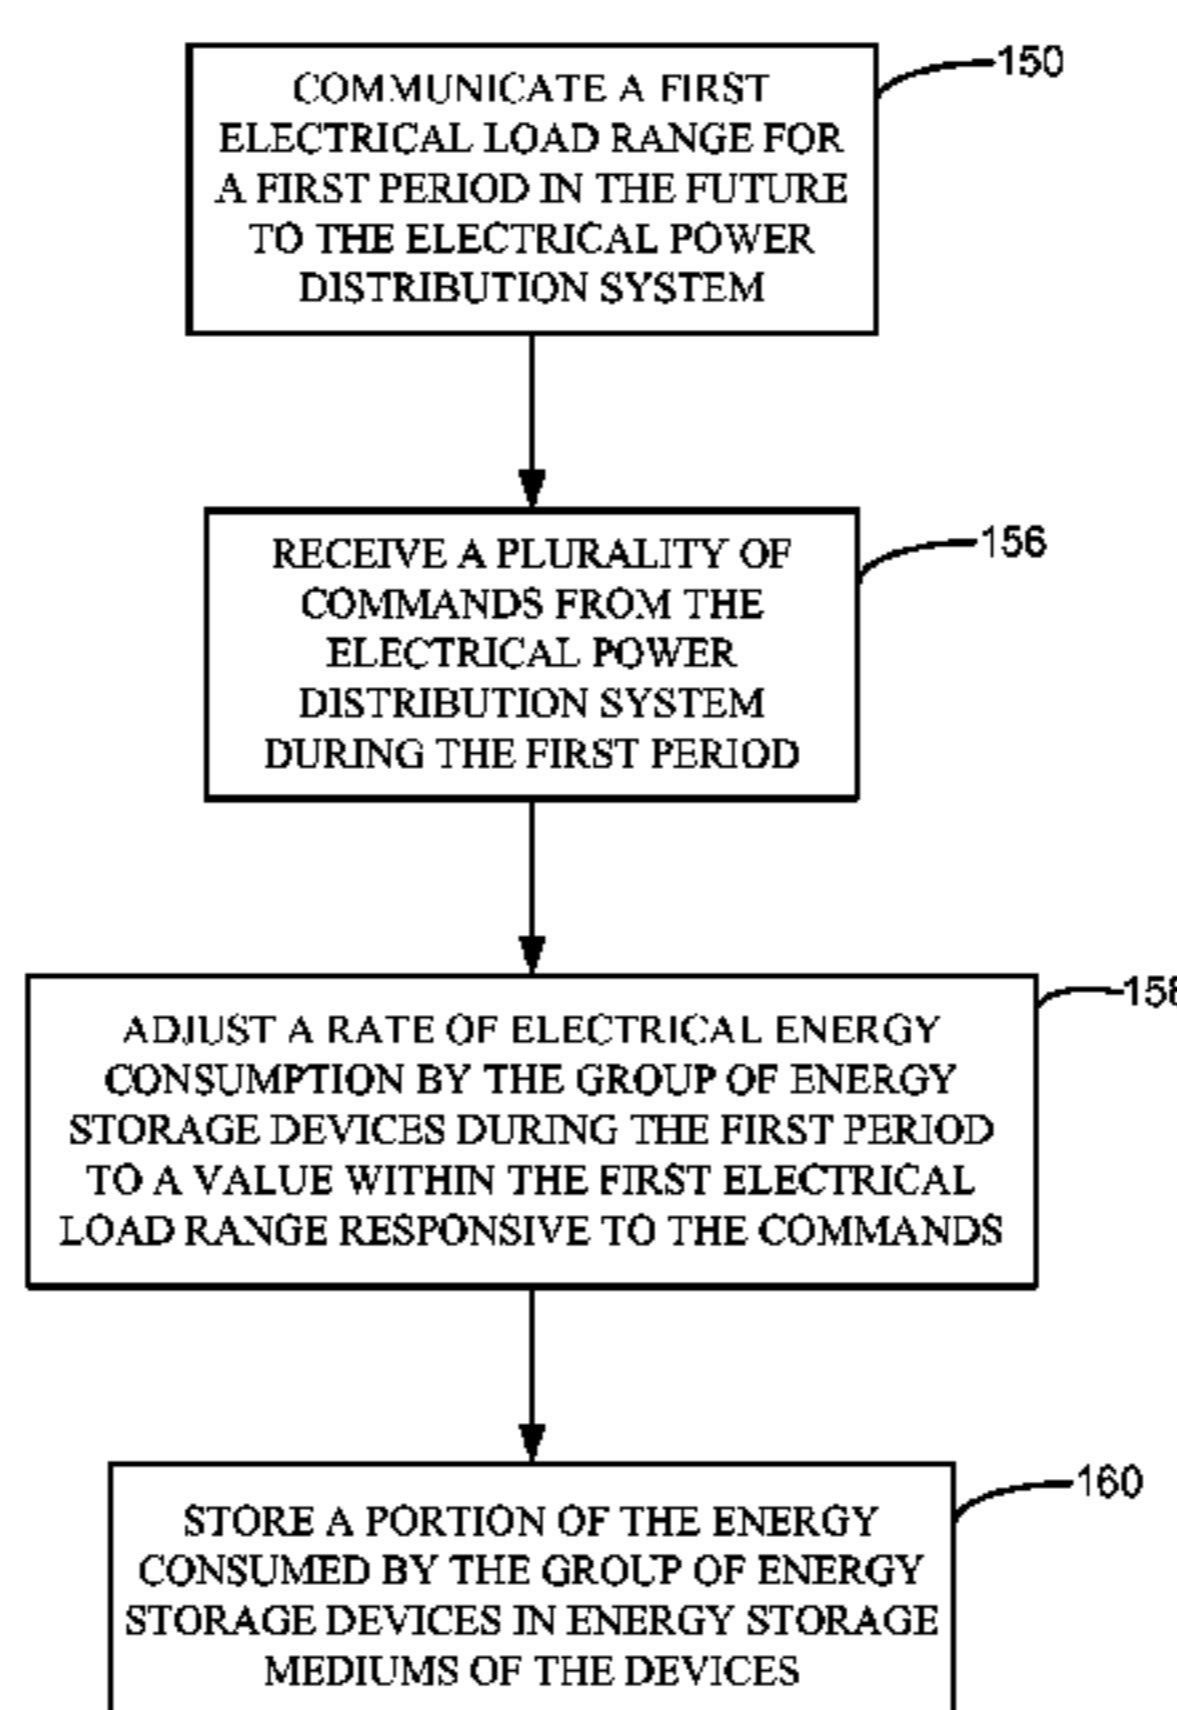 COMMUNICATE A FIRST
ELECTRICAL LOAD RANGE FOR
A FIRST PERIOD IN THE FUTURE
TO THE ELECTRICAL POWER
DISTRIBUTION SYSTEM
150
RECEIVE A PLURALITY OF
COMMANDS FROM THE
ELECTRICAL POWER
DISTRIBUTION SYSTEM
DURING THE FIRST PERIOD
156
ADJUST A RATE OF ELECTRICAL ENERGY
CONSUMPTION BY THE GROUP OF ENERGY
STORAGE DEVICES DURING THE FIRST PERIOD
TO A VALUE WITHIN THE FIRST ELECTRICAL
LOAD RANGE RESPONSIVE TO THE COMMANDS
158
STORE A PORTION OF THE ENERGY
CONSUMED BY THE GROUP OF ENERGY
STORAGE DEVICES IN ENERGY STORAGE
MEDIUMS OF THE DEVICES
160